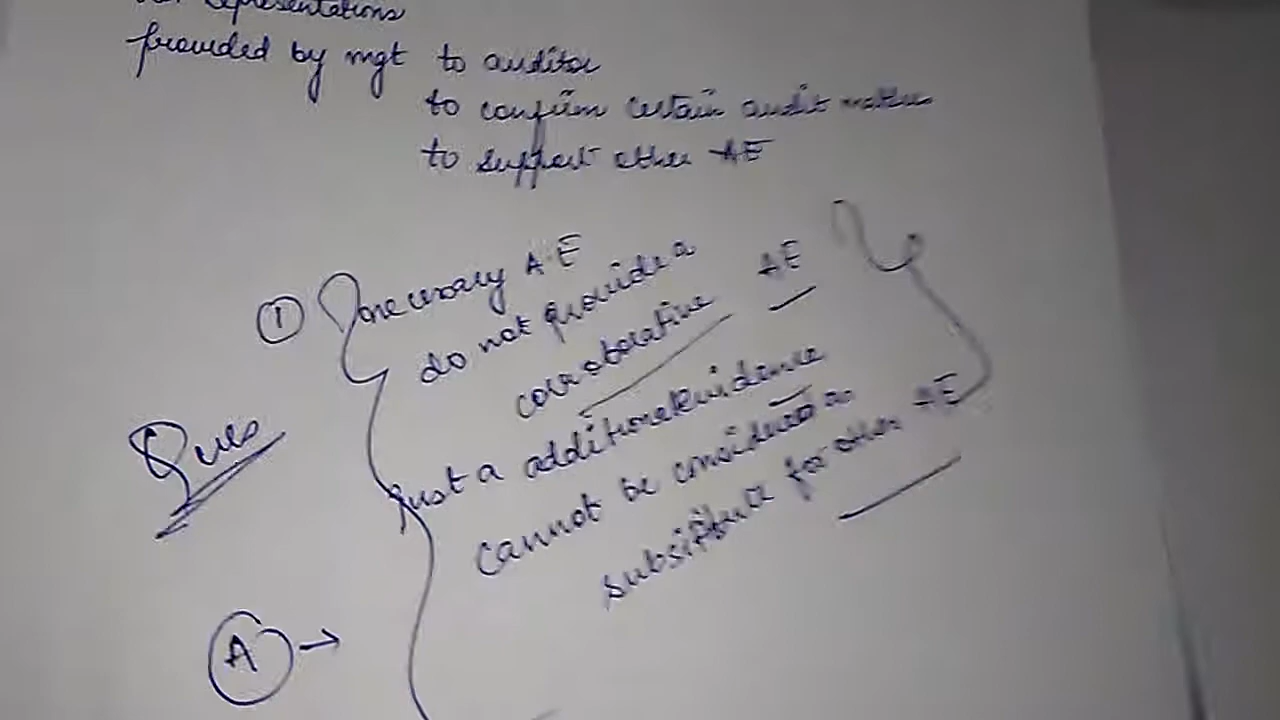 representations
provided by mgt to auditor
to confirm certain audit matters
to support other AE
① necessary A.E
do not provide a
corroborative AE
Ques
just a additional evidence
cannot be considered as
substitute for other AE
A →